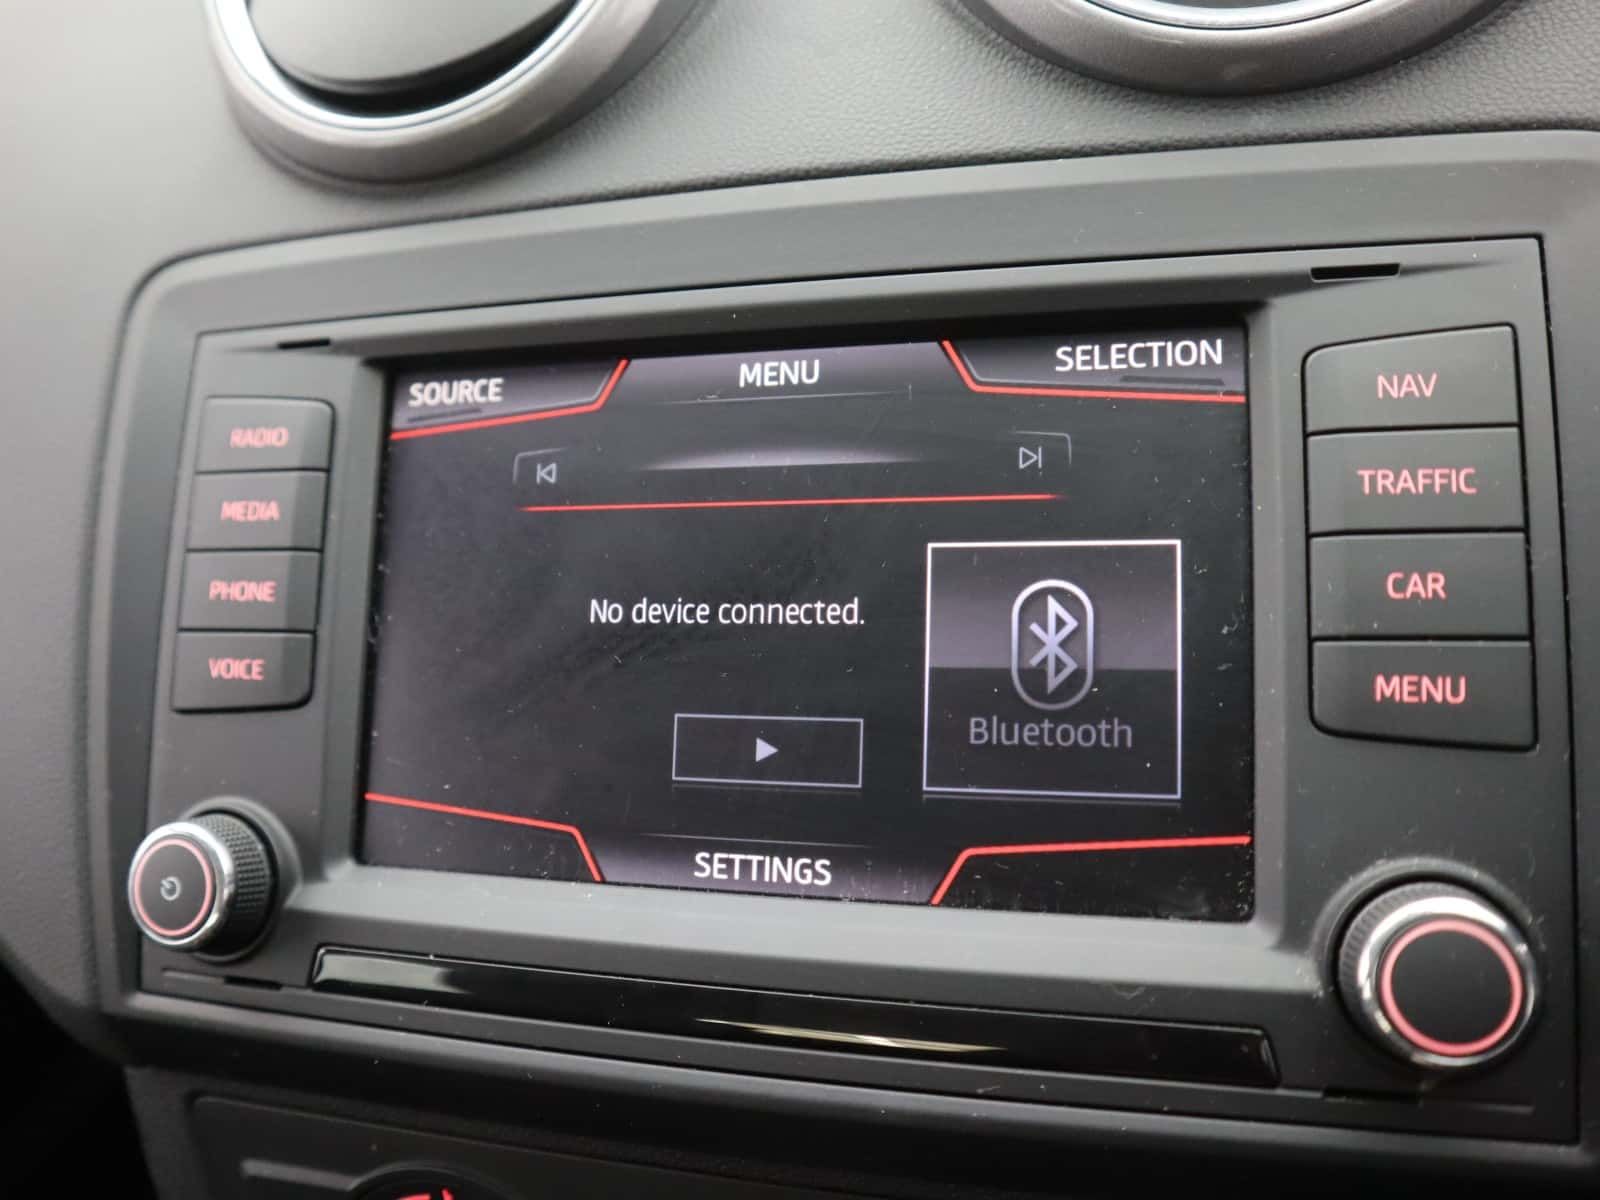 SOURCE
MENU
SELECTION
No device connected.
Bluetooth
SETTINGS
RADIO
MEDIA
PHONE
VOICE
NAV
TRAFFIC
CAR
MENU